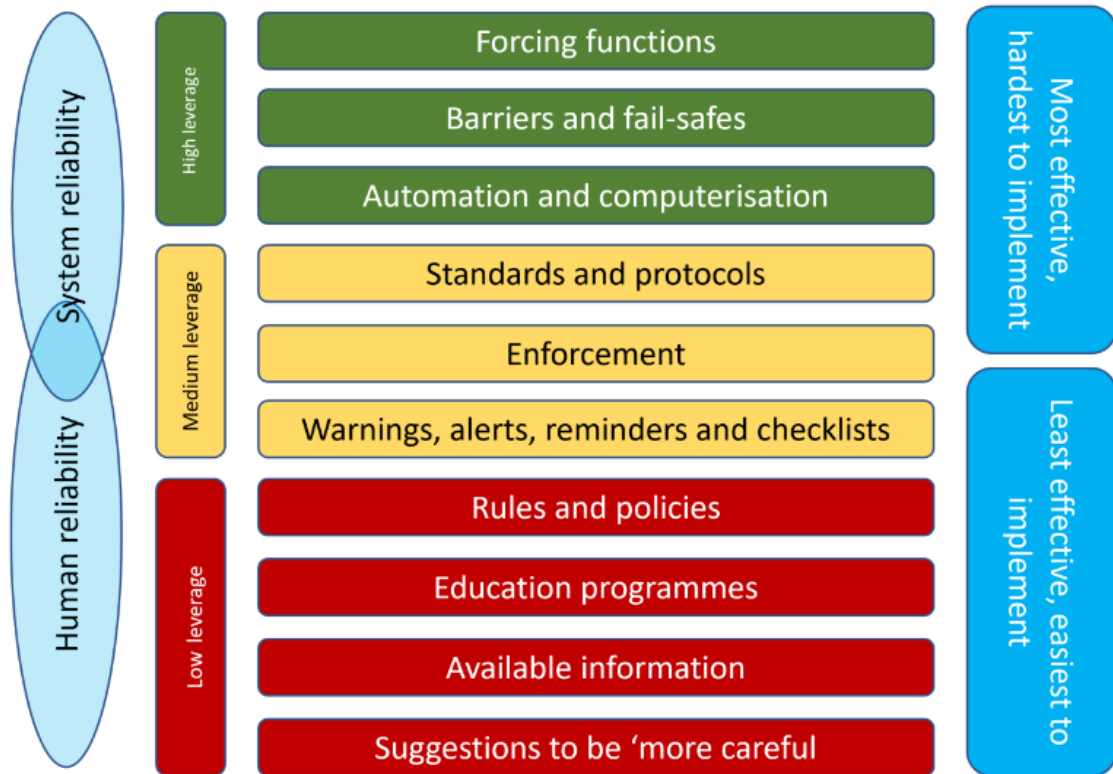 System reliability
Human reliability
High leverage
Medium leverage
Low leverage
Forcing functions
Barriers and fail-safes
Automation and computerisation
Standards and protocols
Enforcement
Warnings, alerts, reminders and checklists
Rules and policies
Education programmes
Available information
Suggestions to be ‘more careful
Most effective,
hardest to implement
Least effective, easiest to
implement